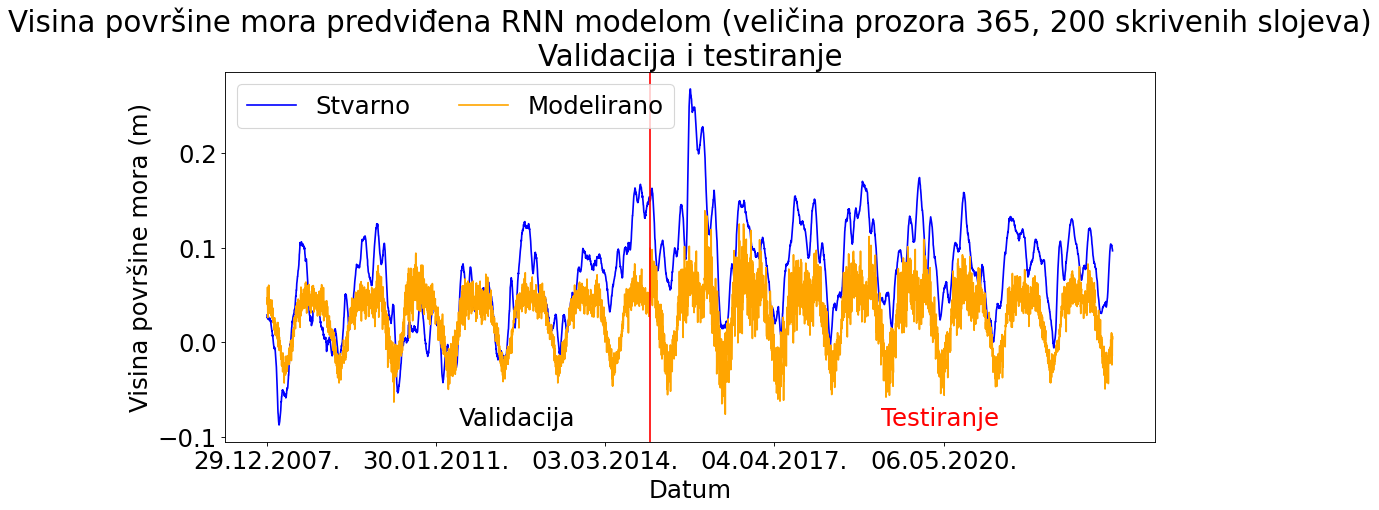 Visina površine mora predviđena RNN modelom (veličina prozora 365, 200 skrivenih slojeva)
Validacija i testiranje
Stvarno
Modelirano
Visina površine mora (m)
0.2
0.1
0.0
−0.1
Validacija
Testiranje
29.12.2007.
30.01.2011.
03.03.2014.
04.04.2017.
06.05.2020.
Datum